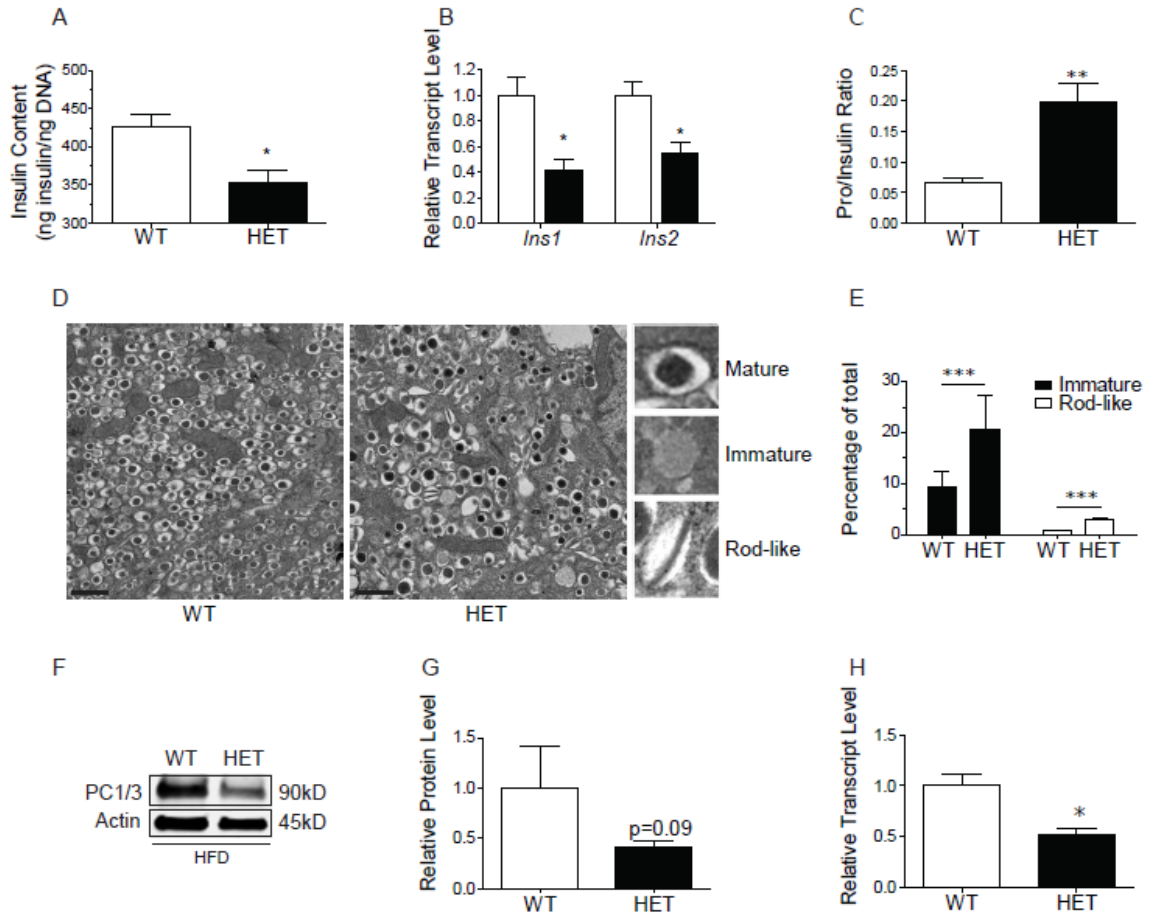 A
B
C
Insulin Content
(ng insulin/ng DNA)
500
450
400
350
300
*
WT
HET
Relative Transcript Level
1.2
1.0
0.8
0.6
0.4
0.2
0.0
*
*
Ins1
Ins2
Pro/Insulin Ratio
0.25
0.20
0.15
0.10
0.05
0.00
**
WT
HET
D
E
WT
HET
Mature
Immature
Rod-like
Percentage of total
30
20
10
0
***
***
Immature
Rod-like
WT HET
WT HET
F
G
H
WT HET
PC1/3 90kD
Actin 45kD
HFD
Relative Protein Level
1.5
1.0
0.5
0.0
p=0.09
WT
HET
Relative Transcript Level
1.5
1.0
0.5
0.0
*
WT
HET